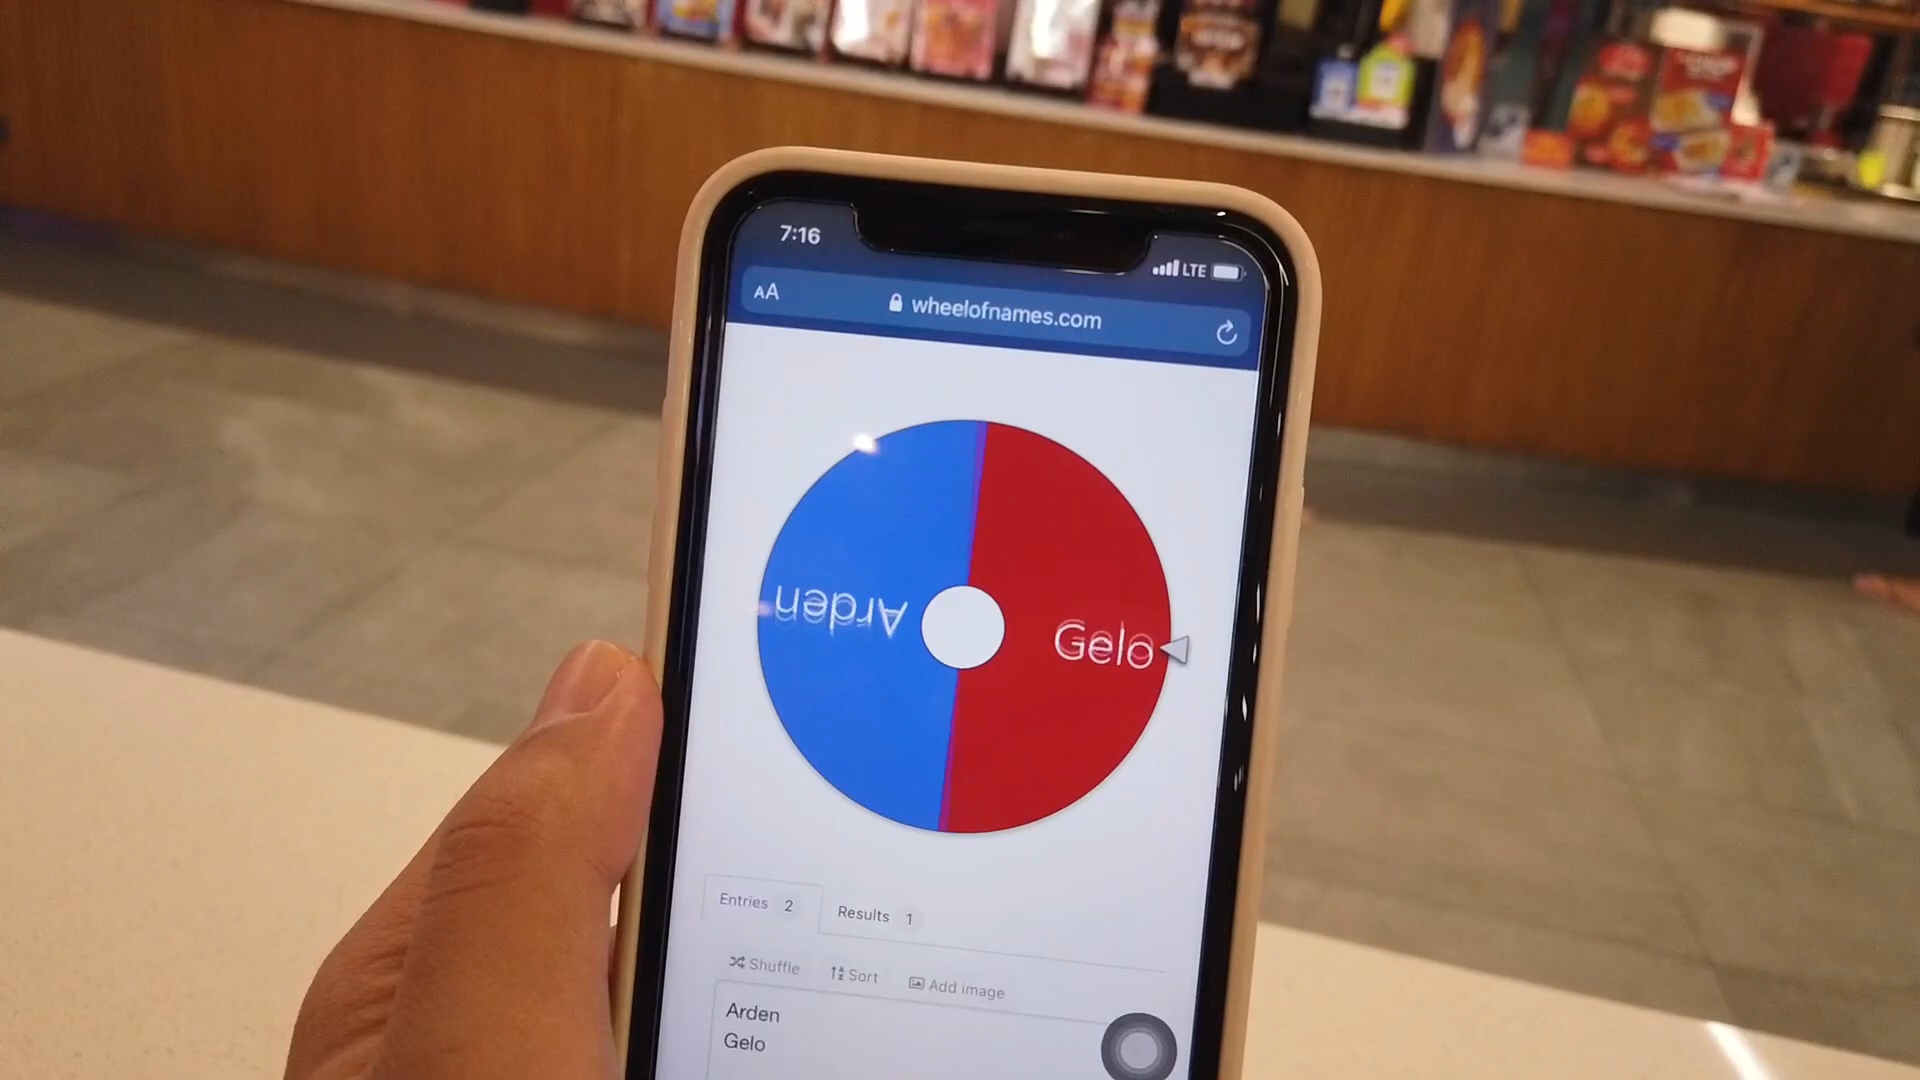 7:16
LTE
AA
wheelofnames.com
Arden
Gelo
Entries 2
Results 1
Shuffle
Sort
Add image
Arden
Gelo